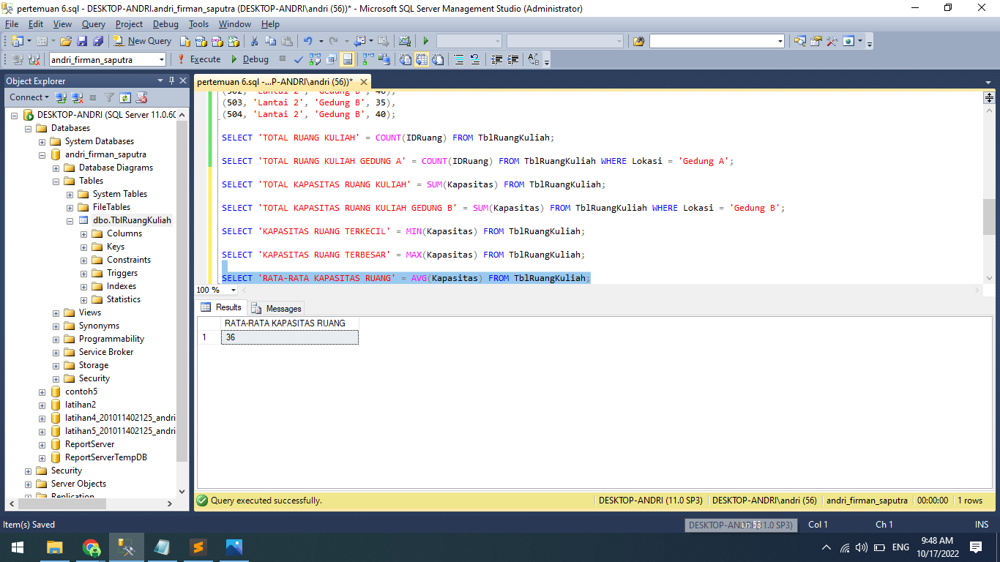 pertemuan 6.sql - DESKTOP-ANDRI.andri_firman_saputra (DESKTOP-ANDRI\andri (56))* - Microsoft SQL Server Management Studio (Administrator)
File Edit View Query Project Debug Tools Window Help
New Query
andri_firman_saputra Execute Debug
Object Explorer
Connect
DESKTOP-ANDRI (SQL Server 11.0.60
Databases
System Databases
andri_firman_saputra
Database Diagrams
Tables
System Tables
FileTables
dbo.TblRuangKuliah
Columns
Keys
Constraints
Triggers
Indexes
Statistics
Views
Synonyms
Programmability
Service Broker
Storage
Security
contoh5
latihan2
latihan4_201011402125_andri
latihan5_201011402125_andri
ReportServer
ReportServerTempDB
Security
Server Objects
Replication
pertemuan 6.sql -...P-ANDRI\andri (56))*
(502, 'Lantai 2', 'Gedung B', 40),
(503, 'Lantai 2', 'Gedung B', 35),
(504, 'Lantai 2', 'Gedung B', 40);
SELECT 'TOTAL RUANG KULIAH' = COUNT(IDRuang) FROM TblRuangKuliah;
SELECT 'TOTAL RUANG KULIAH GEDUNG A' = COUNT(IDRuang) FROM TblRuangKuliah WHERE Lokasi = 'Gedung A';
SELECT 'TOTAL KAPASITAS RUANG KULIAH' = SUM(Kapasitas) FROM TblRuangKuliah;
SELECT 'TOTAL KAPASITAS RUANG KULIAH GEDUNG B' = SUM(Kapasitas) FROM TblRuangKuliah WHERE Lokasi = 'Gedung B';
SELECT 'KAPASITAS RUANG TERKECIL' = MIN(Kapasitas) FROM TblRuangKuliah;
SELECT 'KAPASITAS RUANG TERBESAR' = MAX(Kapasitas) FROM TblRuangKuliah;
SELECT 'RATA-RATA KAPASITAS RUANG' = AVG(Kapasitas) FROM TblRuangKuliah;
100 %
Results Messages
RATA-RATA KAPASITAS RUANG
1 36
Query executed successfully. DESKTOP-ANDRI (11.0 SP3) DESKTOP-ANDRI\andri (56) andri_firman_saputra 00:00:00 1 rows
Item(s) Saved DESKTOP-ANDRI (11.0 SP3) Col 1 Ch 1 INS
ENG 9:48 AM
10/17/2022